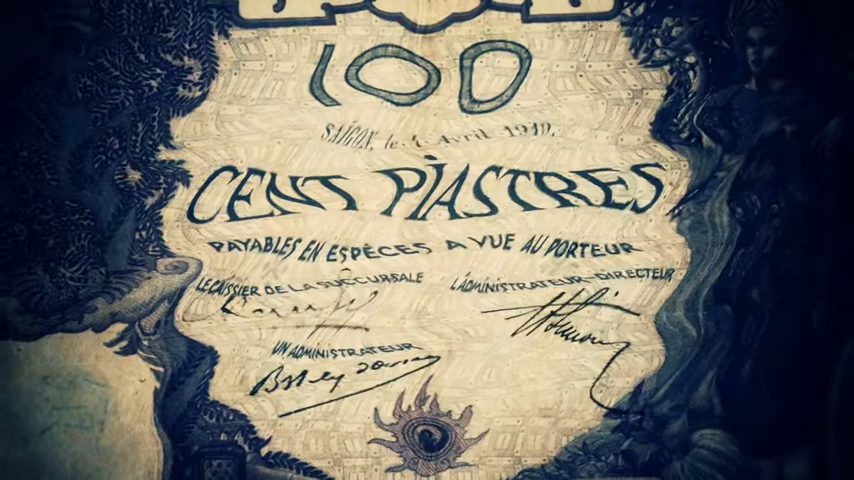 100
SAÏGON, le 1 Avril 1919.
CENT PIASTRES
PAYABLES EN ESPÈCES A VUE AU PORTEUR
LE CAISSIER DE LA SUCCURSALE
L'ADMINISTRATEUR-DIRECTEUR
UN ADMINISTRATEUR